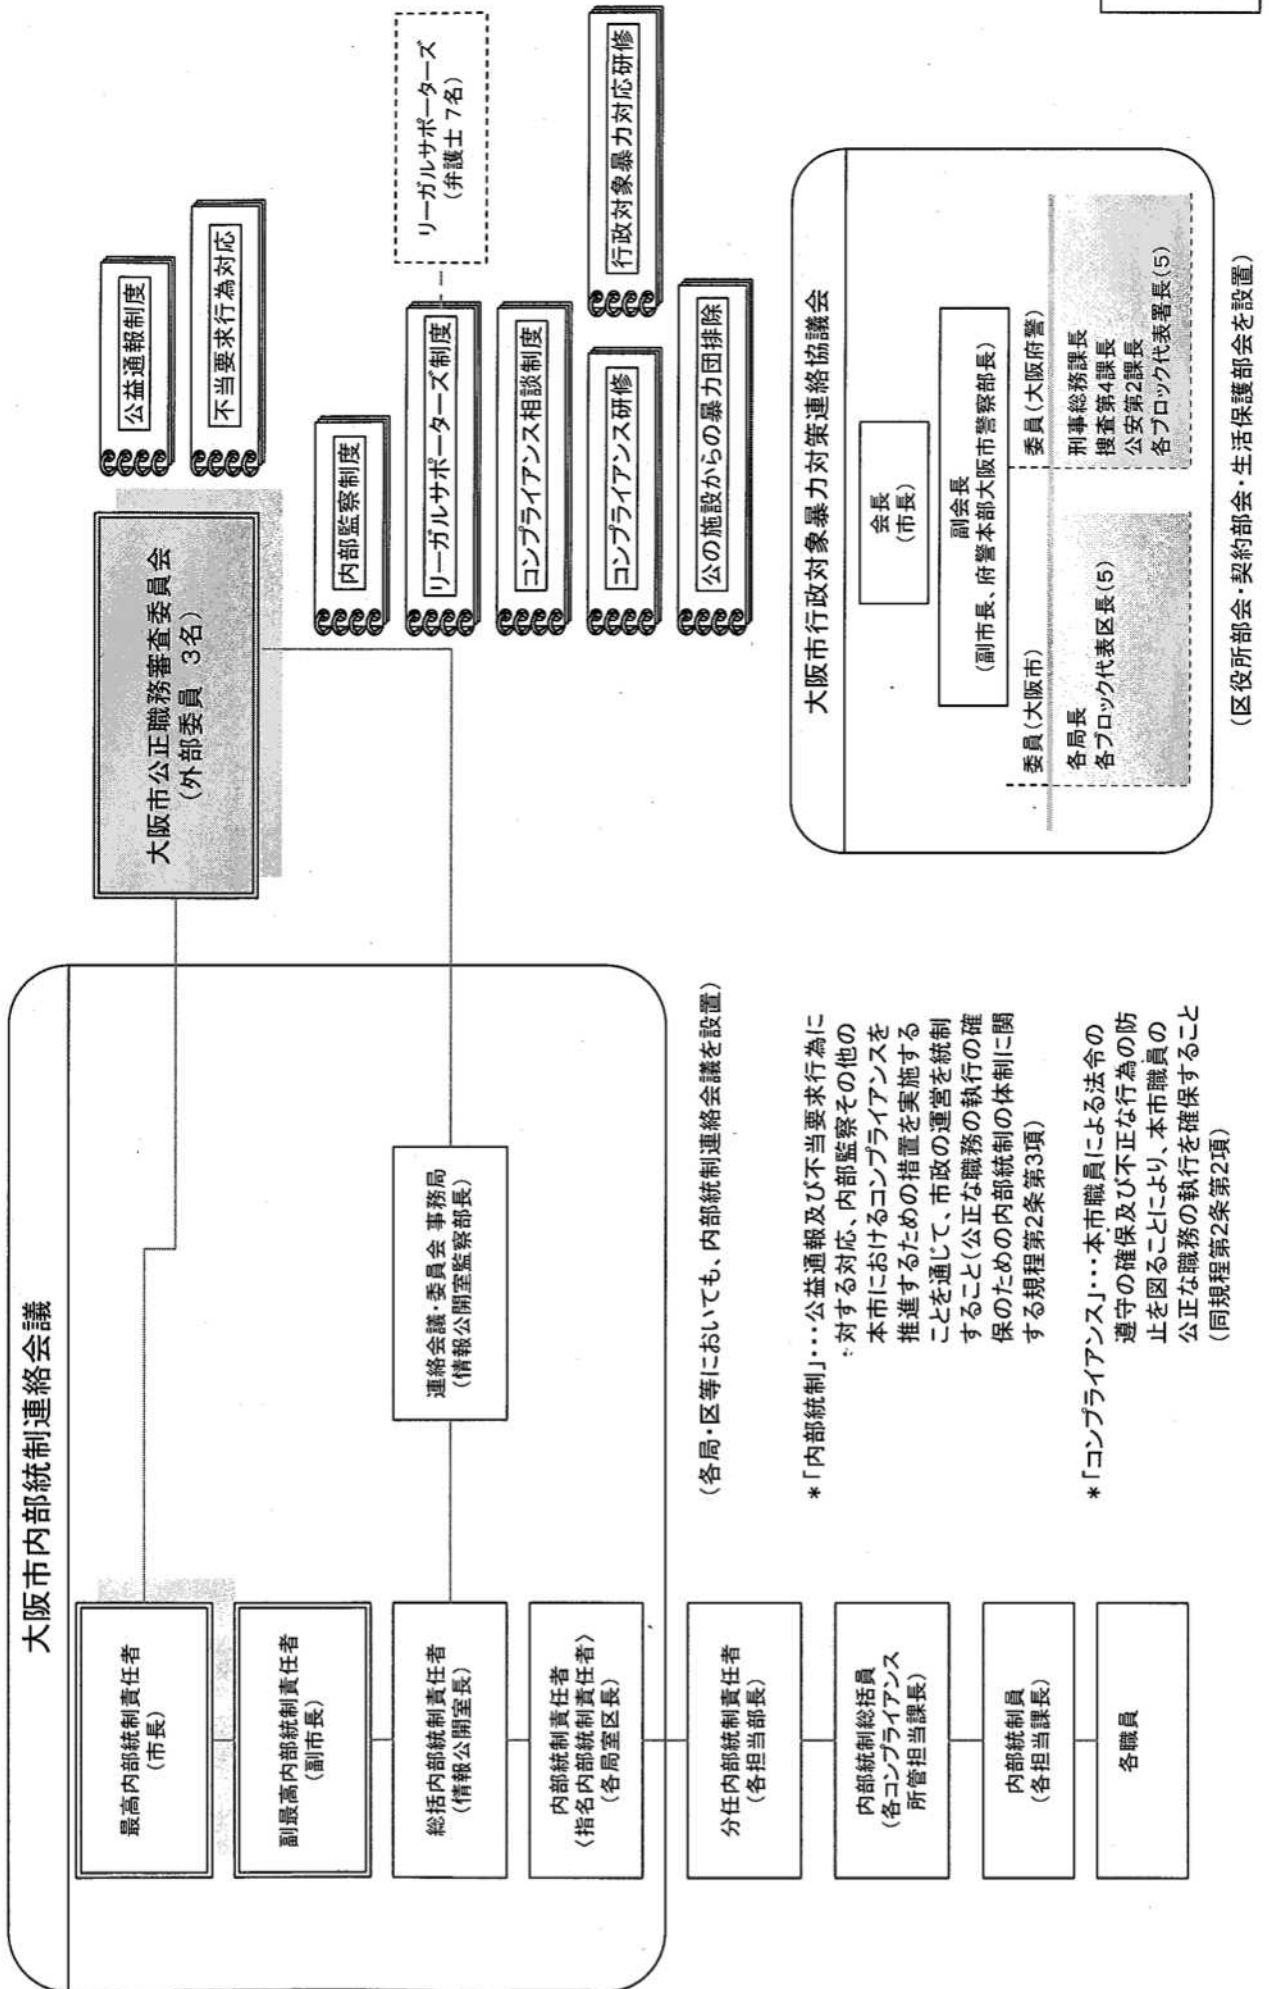 大阪市内部統制連絡会議
最高内部統制責任者
(市長)
副最高内部統制責任者
(副市長)
総括内部統制責任者
(情報公開室長)
内部統制責任者
〈指名内部統制責任者〉
(各局室区長)
分任内部統制責任者
(各担当部長)
内部統制総括員
(各コンプライアンス
所管担当課長)
内部統制員
(各担当課長)
各職員
連絡会議・委員会 事務局
(情報公開室監察部長)
(各局・区等においても、内部統制連絡会議を設置)
*「内部統制」・・・公益通報及び不当要求行為に
対する対応、内部監察その他の
本市におけるコンプライアンスを
推進するための措置を実施する
ことを通じて、市政の運営を統制
すること(公正な職務の執行の確
保のための内部統制の体制に関
する規程第2条第3項)
*「コンプライアンス」・・・本市職員による法令の
遵守の確保及び不正な行為の防
止を図ることにより、本市職員の
公正な職務の執行を確保すること
(同規程第2条第2項)
大阪市公正職務審査委員会
(外部委員 3名)
公益通報制度
不当要求行為対応
内部監察制度
リーガルサポーターズ制度
リーガルサポーターズ
(弁護士 7名)
コンプライアンス相談制度
コンプライアンス研修
行政対象暴力対応研修
公の施設からの暴力団排除
大阪市行政対象暴力対策連絡協議会
会長
(市長)
副会長
(副市長、府警本部大阪市警察部長)
委員(大阪市)
各局長
各ブロック代表区長(5)
委員(大阪府警)
刑事総務課長
捜査第4課長
公安第2課長
各ブロック代表署長(5)
(区役所部会・契約部会・生活保護部会を設置)